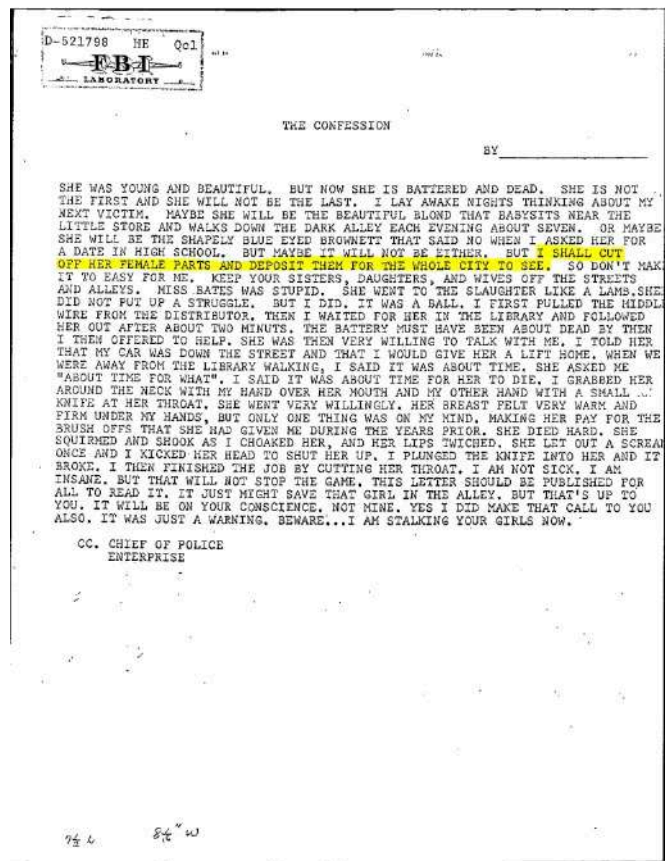 D-521798 HE Qc1
FBI
LABORATORY
THE CONFESSION
BY
SHE WAS YOUNG AND BEAUTIFUL. BUT NOW SHE IS BATTERED AND DEAD. SHE IS NOT
THE FIRST AND SHE WILL NOT BE THE LAST. I LAY AWAKE NIGHTS THINKING ABOUT MY
NEXT VICTIM. MAYBE SHE WILL BE THE BEAUTIFUL BLOND THAT BABYSITS NEAR THE
LITTLE STORE AND WALKS DOWN THE DARK ALLEY EACH EVENING ABOUT SEVEN. OR MAYBE
SHE WILL BE THE SHAPELY BLUE EYED BROWNETT THAT SAID NO WHEN I ASKED HER FOR
A DATE IN HIGH SCHOOL. BUT MAYBE IT WILL NOT BE EITHER. BUT I SHALL CUT
OFF HER FEMALE PARTS AND DEPOSIT THEM FOR THE WHOLE CITY TO SEE. SO DON'T MAK
IT TO EASY FOR ME. KEEP YOUR SISTERS, DAUGHTERS, AND WIVES OFF THE STREETS
AND ALLEYS. MISS BATES WAS STUPID. SHE WENT TO THE SLAUGHTER LIKE A LAMB.SHE
DID NOT PUT UP A STRUGGLE. BUT I DID. IT WAS A BALL. I FIRST PULLED THE MIDDL
WIRE FROM THE DISTRIBUTOR. THEN I WAITED FOR HER IN THE LIBRARY AND FOLLOWED
HER OUT AFTER ABOUT TWO MINUTES. THE BATTERY MUST HAVE BEEN ABOUT DEAD BY THEN
I THEN OFFERED TO HELP. SHE WAS THEN VERY WILLING TO TALK WITH ME. I TOLD HER
THAT MY CAR WAS DOWN THE STREET AND THAT I WOULD GIVE HER A LIFT HOME. WHEN WE
WERE AWAY FROM THE LIBRARY WALKING, I SAID IT WAS ABOUT TIME. SHE ASKED ME
"ABOUT TIME FOR WHAT". I SAID IT WAS ABOUT TIME FOR HER TO DIE. I GRABBED HER
AROUND THE NECK WITH MY HAND OVER HER MOUTH AND MY OTHER HAND WITH A SMALL
KNIFE AT HER THROAT. SHE WENT VERY WILLINGLY. HER BREAST FELT VERY WARM AND
FIRM UNDER MY HANDS, BUT ONLY ONE THING WAS ON MY MIND. MAKING HER PAY FOR THE
BRUSH OFFS THAT SHE HAD GIVEN ME DURING THE YEARS PRIOR. SHE DIED HARD. SHE
SQUIRMED AND SHOOK AS I CHOAKED HER, AND HER LIPS TWICHED. SHE LET OUT A SCREAM
ONCE AND I KICKED HER HEAD TO SHUT HER UP. I PLUNGED THE KNIFE INTO HER AND IT
BROKE. I THEN FINISHED THE JOB BY CUTTING HER THROAT. I AM NOT SICK. I AM
INSANE. BUT THAT WILL NOT STOP THE GAME. THIS LETTER SHOULD BE PUBLISHED FOR
ALL TO READ IT. IT JUST MIGHT SAVE THAT GIRL IN THE ALLEY. BUT THAT'S UP TO
YOU. IT WILL BE ON YOUR CONSCIENCE. NOT MINE. YES I DID MAKE THAT CALL TO YOU
ALSO. IT WAS JUST A WARNING. BEWARE...I AM STALKING YOUR GIRLS NOW.
CC. CHIEF OF POLICE
ENTERPRISE